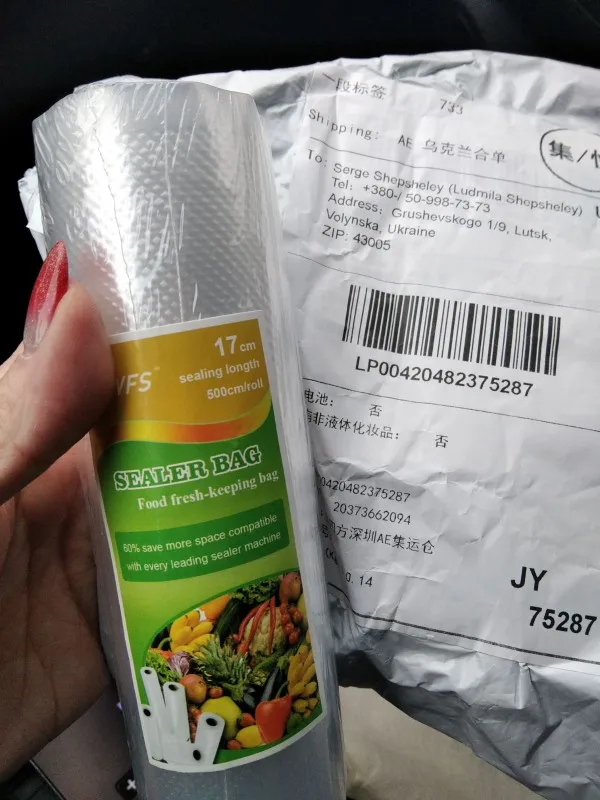 17cm
sealing length
500cm/roll
SEALER BAG
Food fresh-keeping bag
60% save more space compatible
with every leading sealer machine
一段标签 733
Shipping: AE 乌克兰合单
集/
To: Serge Shepsheley (Ludmila Shepsheley)
Tel: +380-/ 50-998-73-73
Address: Grushevskogo 1/9, Lutsk,
Volynska, Ukraine
ZIP: 43005
LP00420482375287
电池: 否
非液体化妆品: 否
0420482375287
20373662094
方深圳AE集运仓
0.14
JY
75287